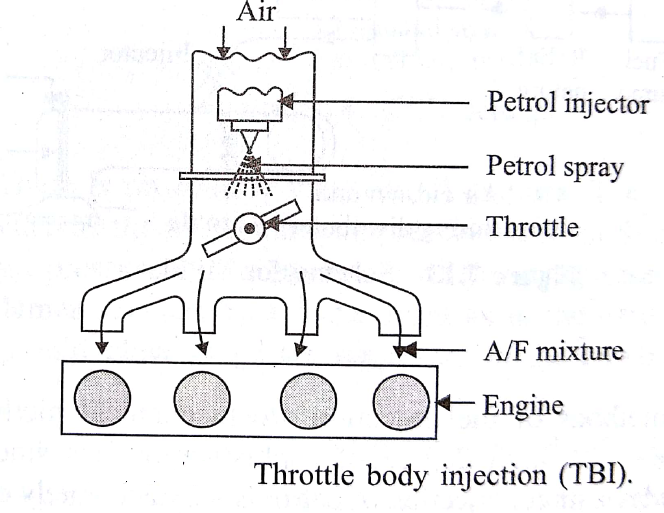 Air
Petrol injector
Petrol spray
Throttle
A/F mixture
Engine
Throttle body injection (TBI).